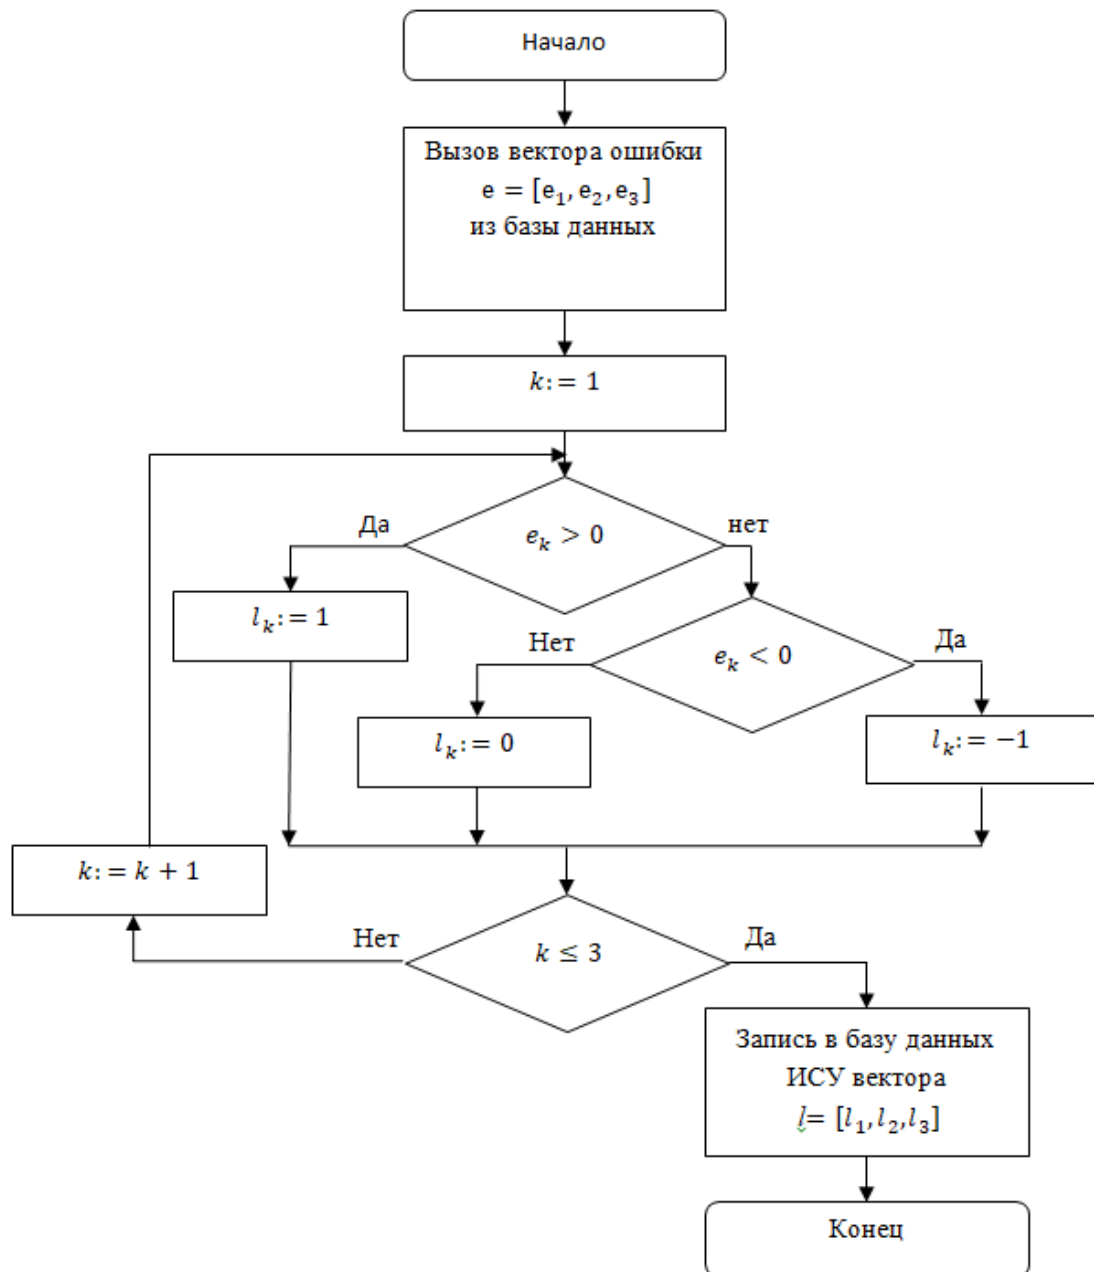 Начало
Вызов вектора ошибки
e = [e₁, e₂, e₃]
из базы данных
k: = 1
Да
eₖ > 0
нет
lₖ: = 1
Нет
eₖ < 0
Да
lₖ: = 0
lₖ: = −1
k: = k + 1
Нет
k ≤ 3
Да
Запись в базу данных
ИСУ вектора
l= [l₁, l₂, l₃]
Конец